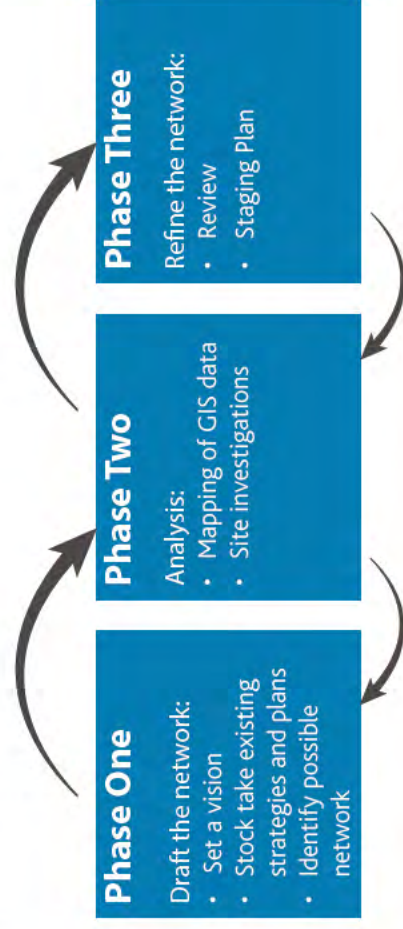 Phase One
Draft the network:
• Set a vision
• Stock take existing
strategies and plans
• Identify possible
network
Phase Two
Analysis:
• Mapping of GIS data
• Site investigations
Phase Three
Refine the network:
• Review
• Staging Plan